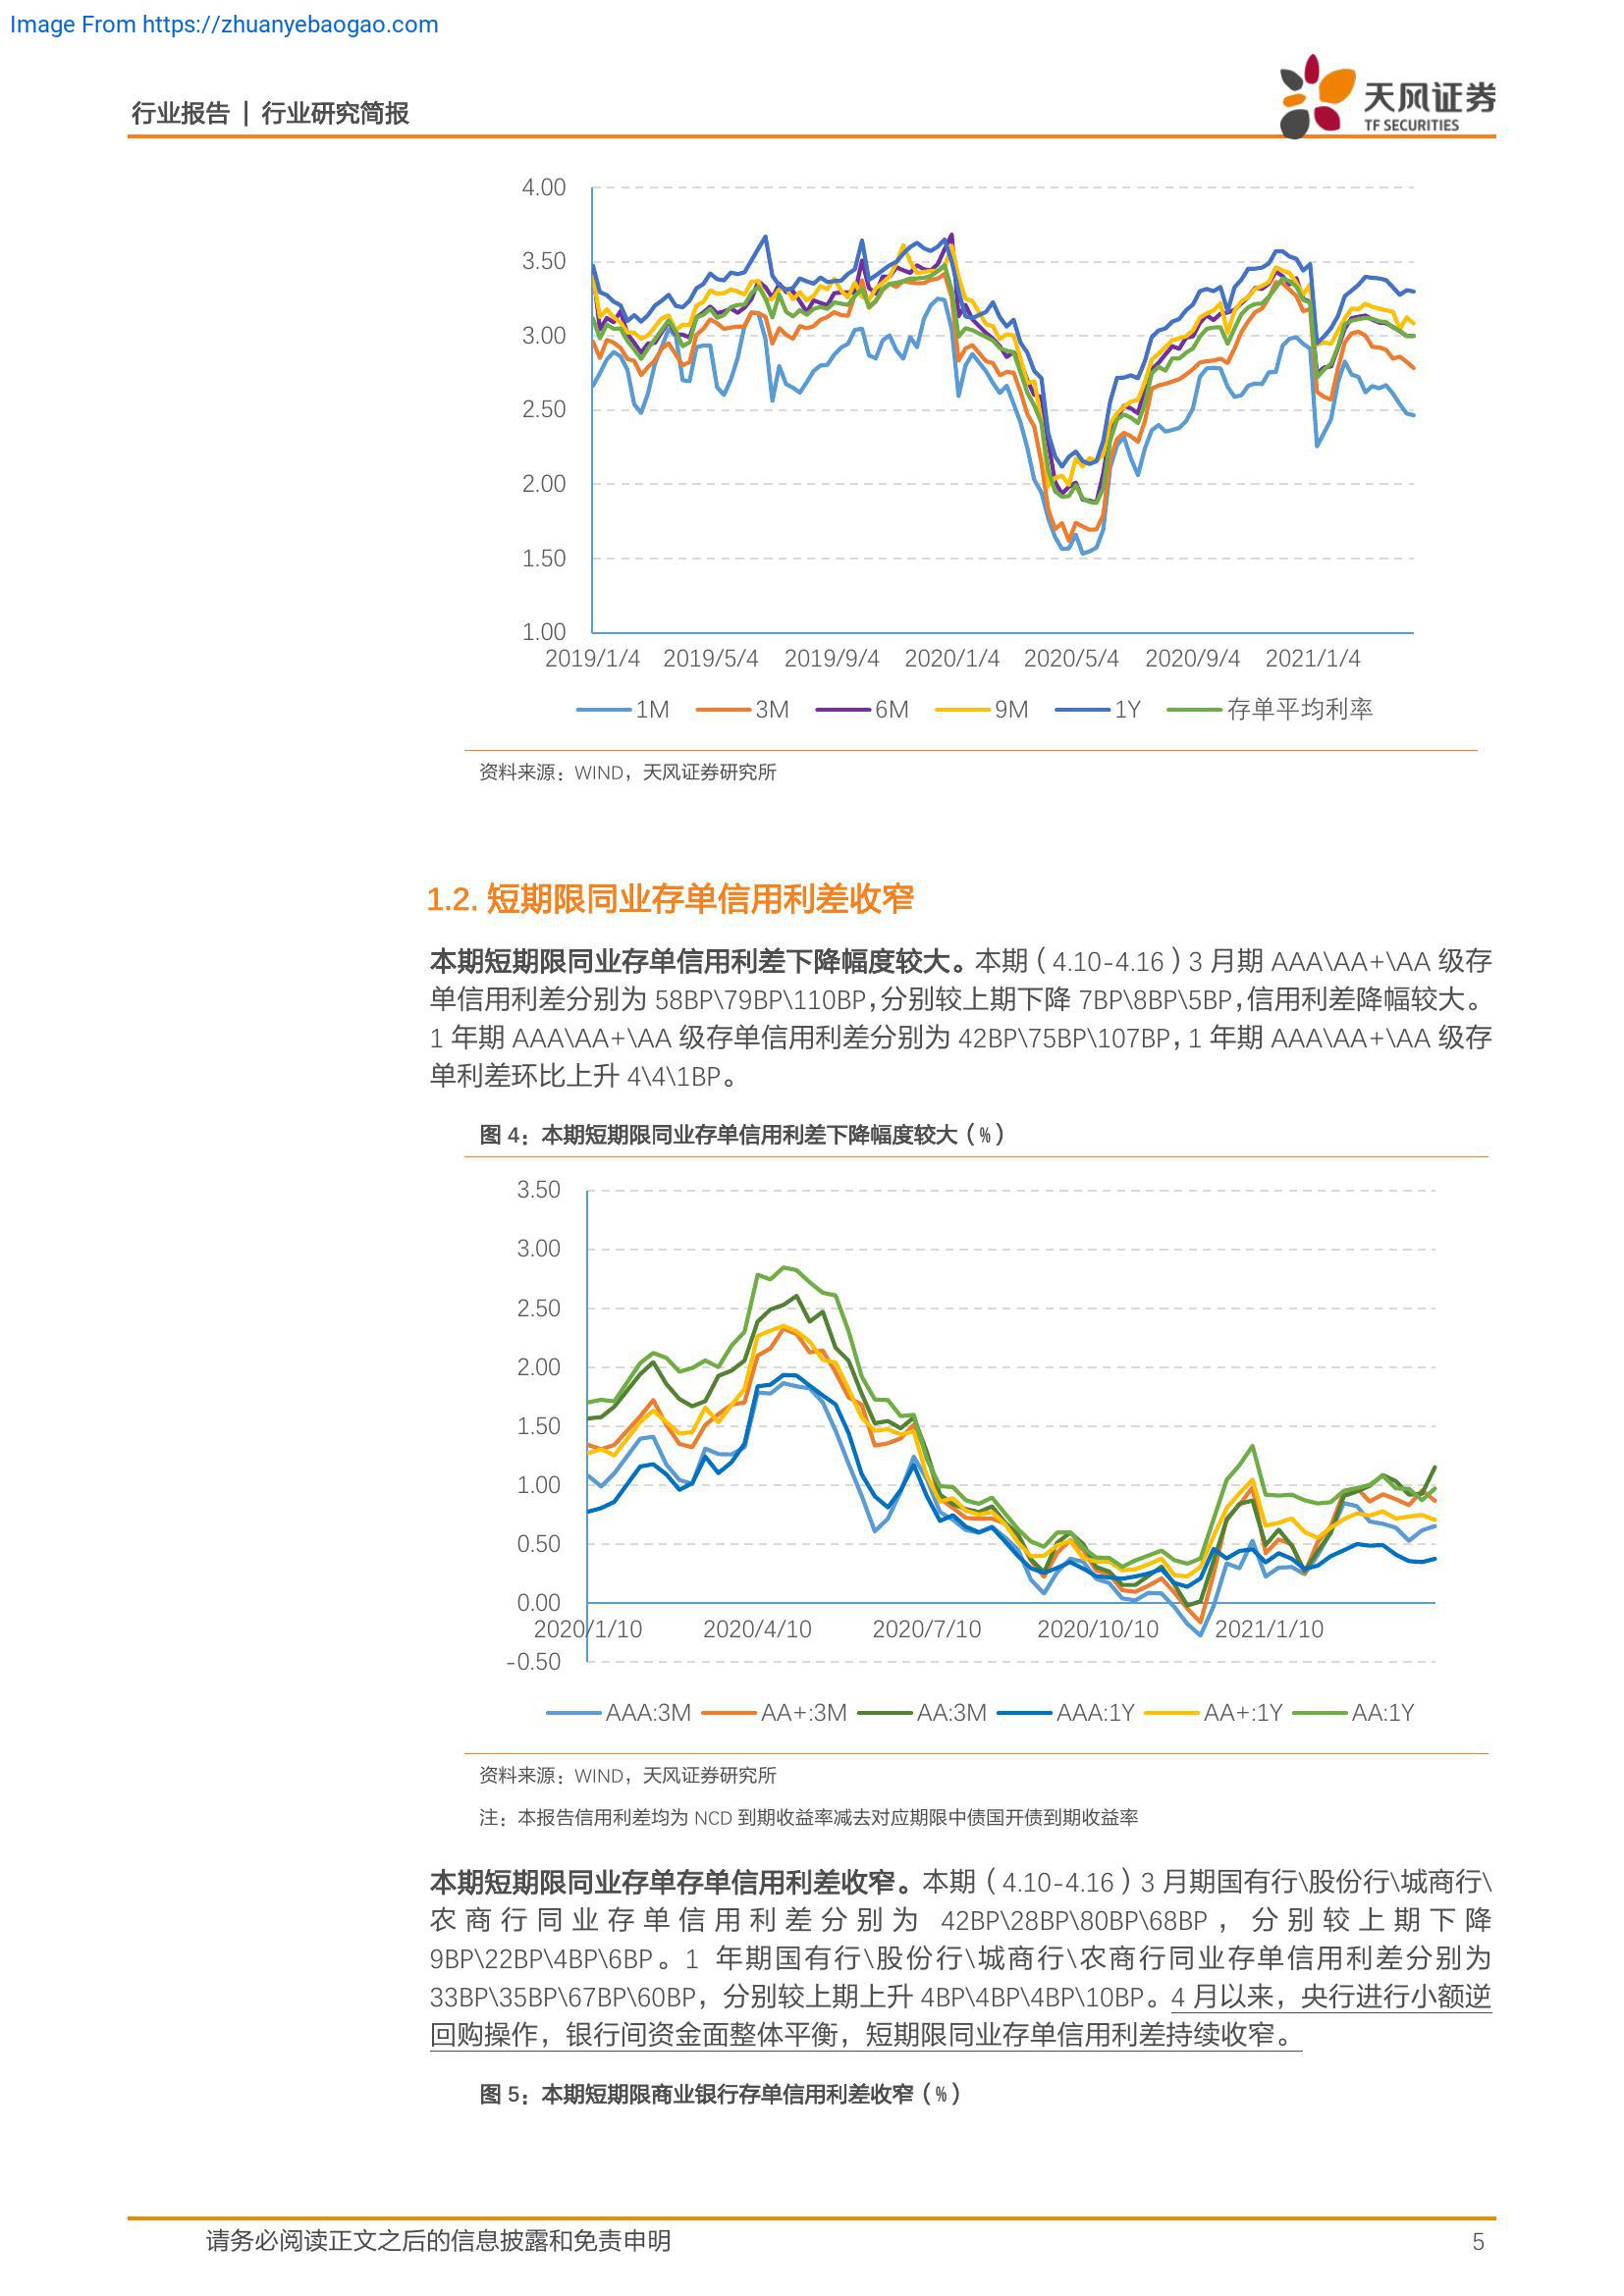 Image From https://zhuanyebaogao.com
行业报告 | 行业研究简报
天风证券
TF SECURITIES
4.00
3.50
3.00
2.50
2.00
1.50
1.00
2019/1/4 2019/5/4 2019/9/4 2020/1/4 2020/5/4 2020/9/4 2021/1/4
1M 3M 6M 9M 1Y 存单平均利率
资料来源：WIND，天风证券研究所
1.2. 短期限同业存单信用利差收窄
本期短期限同业存单信用利差下降幅度较大。本期（4.10-4.16）3 月期 AAA\AA+\AA 级存
单信用利差分别为 58BP\79BP\110BP，分别较上期下降 7BP\8BP\5BP，信用利差降幅较大。
1 年期 AAA\AA+\AA 级存单信用利差分别为 42BP\75BP\107BP，1 年期 AAA\AA+\AA 级存
单利差环比上升 4\4\1BP。
图 4：本期短期限同业存单信用利差下降幅度较大（%）
3.50
3.00
2.50
2.00
1.50
1.00
0.50
0.00
2020/1/10 2020/4/10 2020/7/10 2020/10/10 2021/1/10
-0.50
AAA:3M AA+:3M AA:3M AAA:1Y AA+:1Y AA:1Y
资料来源：WIND，天风证券研究所
注：本报告信用利差均为 NCD 到期收益率减去对应期限中债国开债到期收益率
本期短期限同业存单存单信用利差收窄。本期（4.10-4.16）3 月期国有行\股份行\城商行\
农商行同业存单信用利差分别为 42BP\28BP\80BP\68BP，分别较上期下降
9BP\22BP\4BP\6BP。1 年期国有行\股份行\城商行\农商行同业存单信用利差分别为
33BP\35BP\67BP\60BP，分别较上期上升 4BP\4BP\4BP\10BP。4 月以来，央行进行小额逆
回购操作，银行间资金面整体平衡，短期限同业存单信用利差持续收窄。
图 5：本期短期限商业银行存单信用利差收窄（%）
请务必阅读正文之后的信息披露和免责申明 5